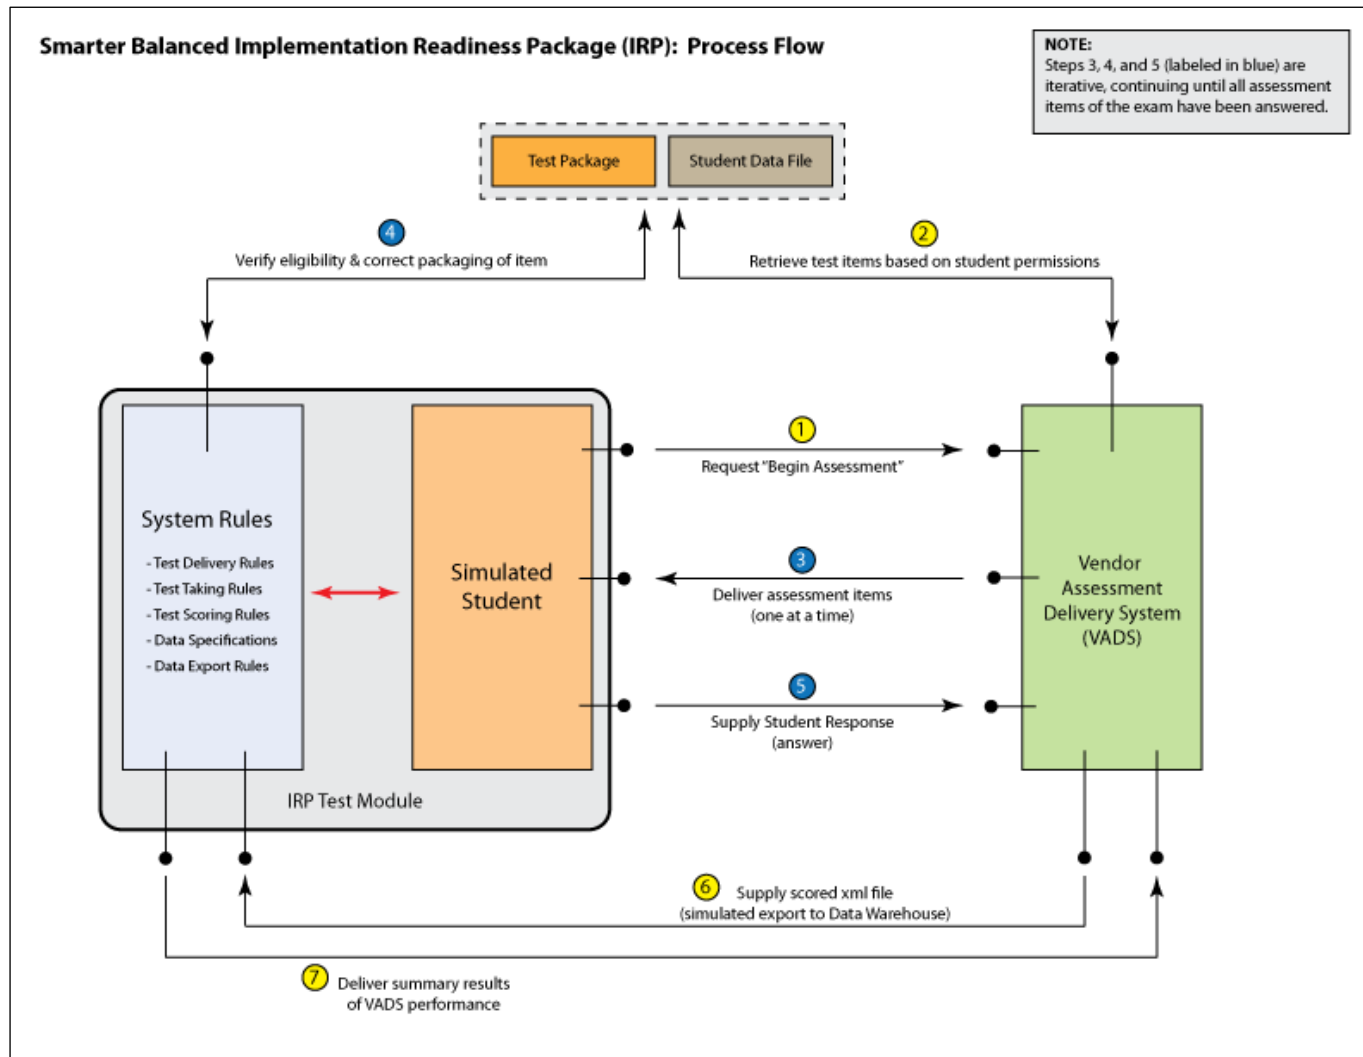 Smarter Balanced Implementation Readiness Package (IRP): Process Flow
NOTE:
Steps 3, 4, and 5 (labeled in blue) are
iterative, continuing until all assessment
items of the exam have been answered.
Test Package
Student Data File
4
Verify eligibility & correct packaging of item
2
Retrieve test items based on student permissions
System Rules
- Test Delivery Rules
- Test Taking Rules
- Test Scoring Rules
- Data Specifications
- Data Export Rules
Simulated
Student
IRP Test Module
1
Request "Begin Assessment"
3
Deliver assessment items
(one at a time)
5
Supply Student Response
(answer)
Vendor
Assessment
Delivery System
(VADS)
6
Supply scored xml file
(simulated export to Data Warehouse)
7
Deliver summary results
of VADS performance